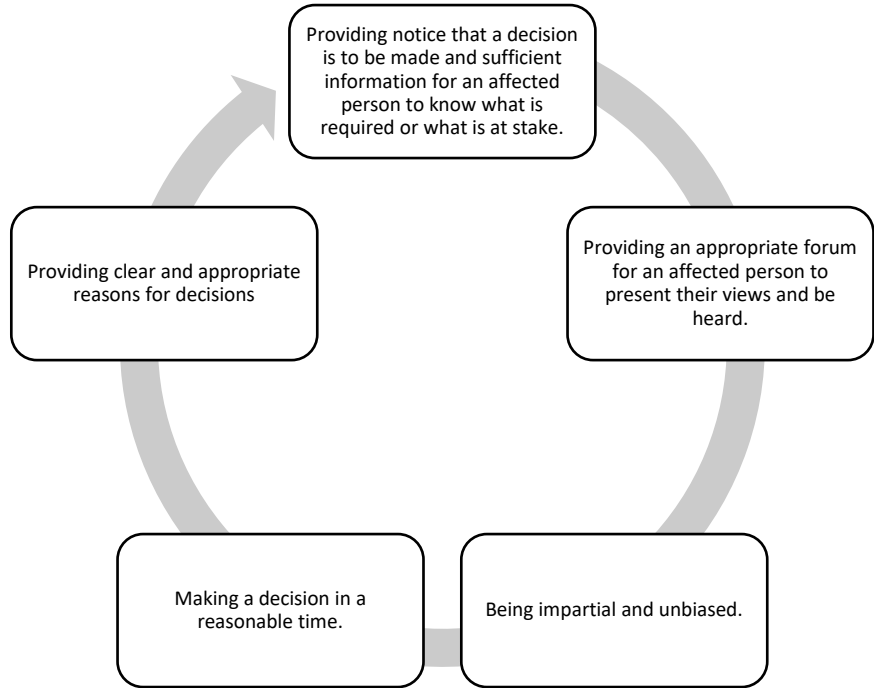 Providing notice that a decision
is to be made and sufficient
information for an affected
person to know what is
required or what is at stake.
Providing an appropriate forum
for an affected person to
present their views and be
heard.
Being impartial and unbiased.
Making a decision in a
reasonable time.
Providing clear and appropriate
reasons for decisions